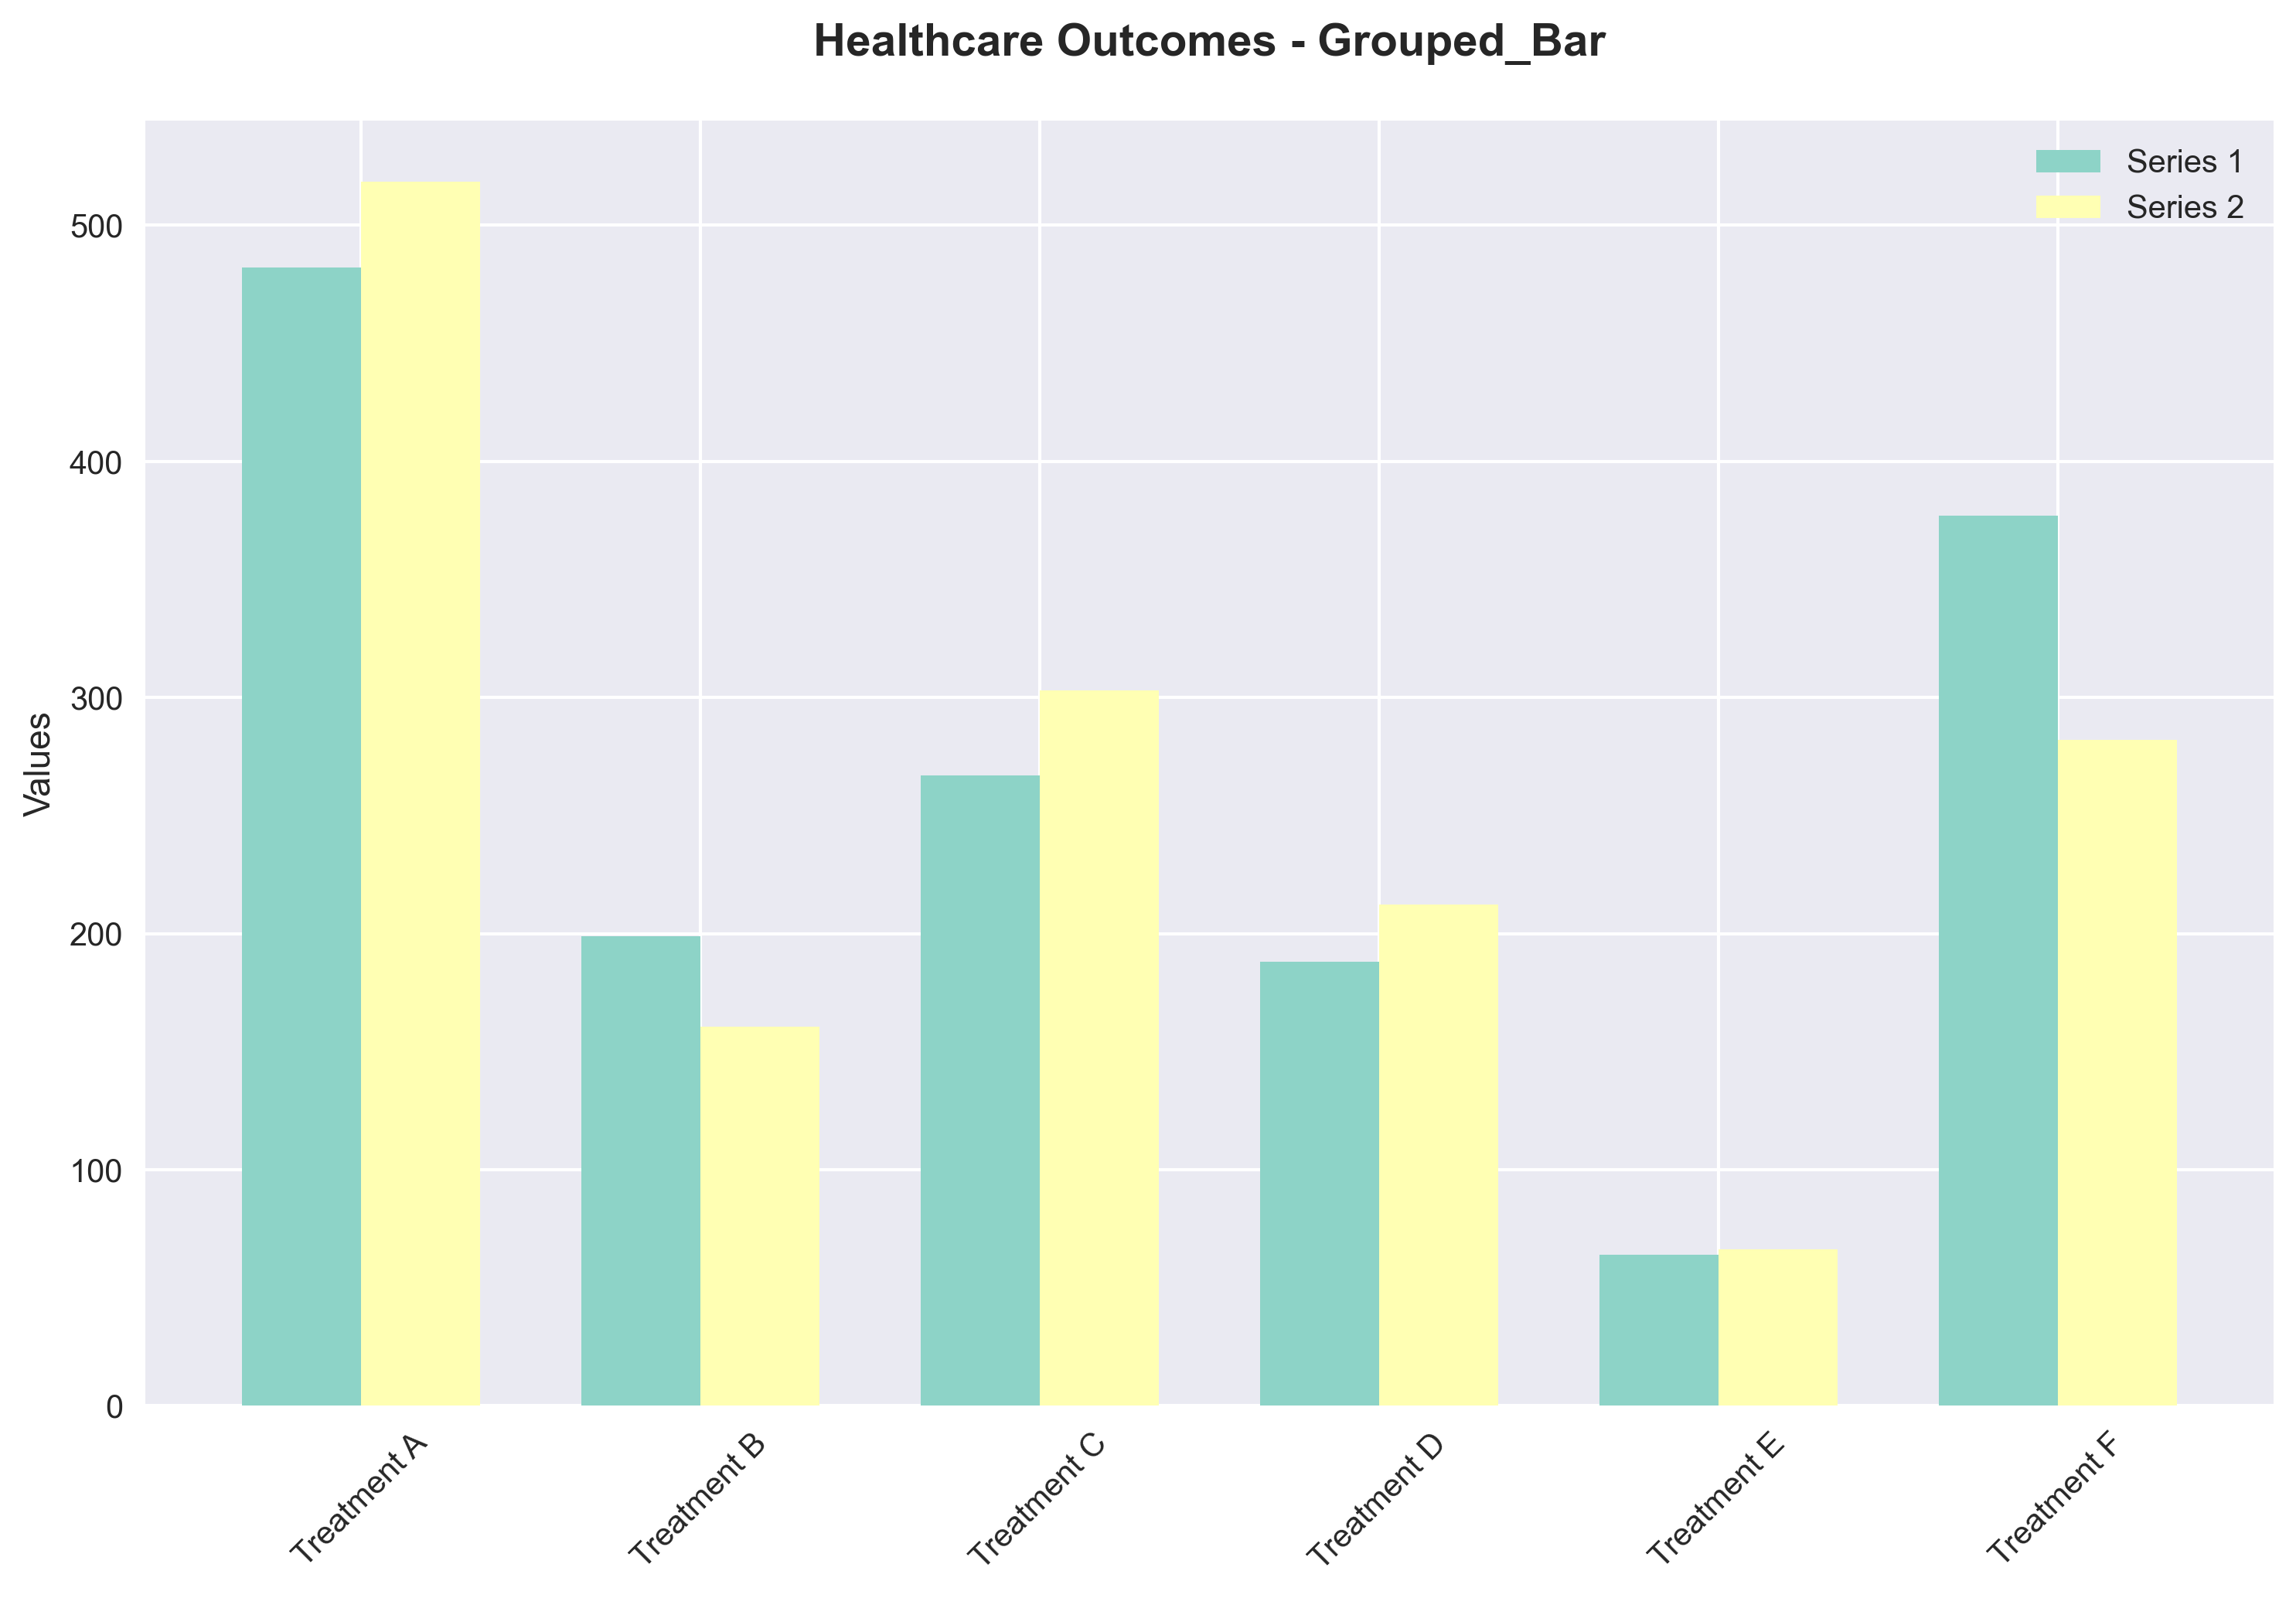 Healthcare Outcomes - Grouped_Bar
Series 1
Series 2
Values
500
400
300
200
100
0
Treatment A
Treatment B
Treatment C
Treatment D
Treatment E
Treatment F